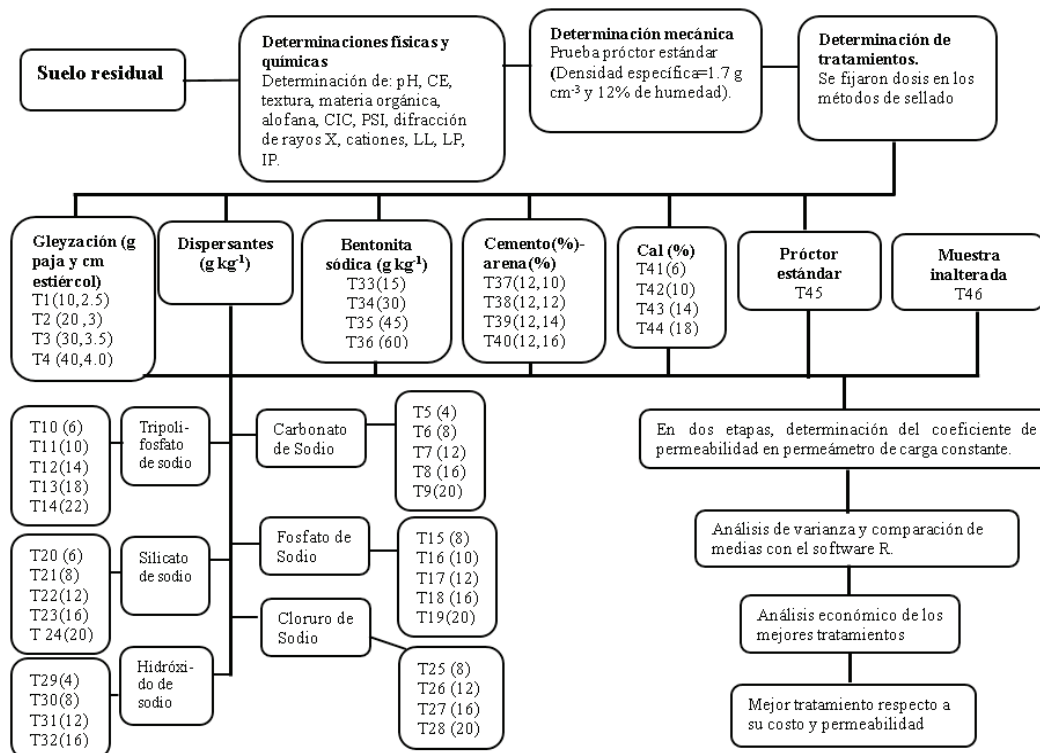 Suelo residual
Determinaciones físicas y
químicas
Determinación de: pH, CE,
textura, materia orgánica,
alofana, CIC, PSI, difracción
de rayos X, cationes, LL, LP,
IP.
Determinación mecánica
Prueba próctor estándar
(Densidad específica=1.7 g
cm-3 y 12% de humedad).
Determinación de
tratamientos.
Se fijaron dosis en los
métodos de sellado
Gleyzación (g
paja y cm
estiércol)
T1(10,2.5)
T2 (20 ,3)
T3 (30,3.5)
T4 (40,4.0)
Dispersantes
(g kg-1)
Bentonita
sódica (g kg-1)
T33(15)
T34(30)
T35 (45)
T36 (60)
Cemento(%)-
arena(%)
T37(12,10)
T38(12,12)
T39(12,14)
T40(12,16)
Cal (%)
T41(6)
T42(10)
T43 (14)
T44 (18)
Próctor
estándar
T45
Muestra
inalterada
T46
T10 (6)
T11(10)
T12(14)
T13(18)
T14(22)
Tripoli-
fosfato
de sodio
Carbonato
de Sodio
T5 (4)
T6 (8)
T7 (12)
T8 (16)
T9(20)
T20 (6)
T21(8)
T22(12)
T23(16)
T 24(20)
Silicato
de sodio
Fosfato de
Sodio
T15 (8)
T16 (10)
T17 (12)
T18 (16)
T19(20)
T29(4)
T30(8)
T31(12)
T32(16)
Hidróxi-
do de
sodio
Cloruro de
Sodio
T25 (8)
T26 (12)
T27 (16)
T28 (20)
En dos etapas, determinación del coeficiente de
permeabilidad en permeámetro de carga constante.
Análisis de varianza y comparación de
medias con el software R.
Análisis económico de los
mejores tratamientos
Mejor tratamiento respecto a
su costo y permeabilidad